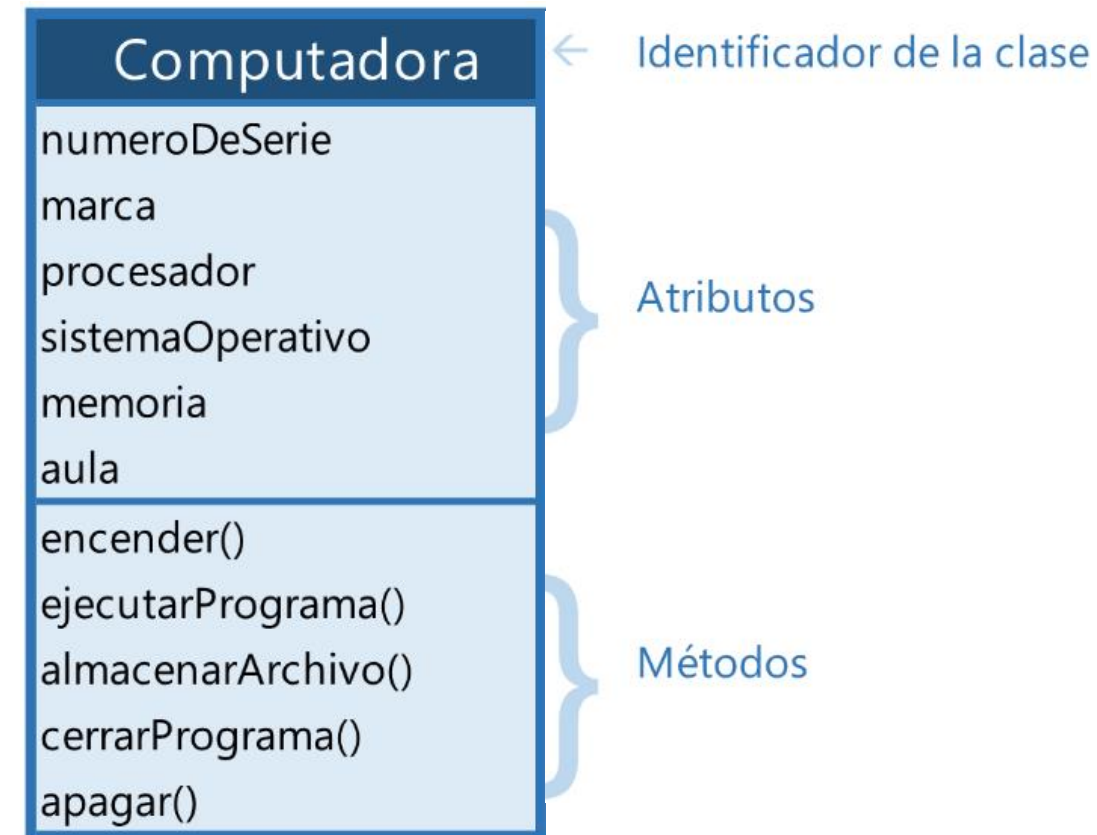 Computadora
Identificador de la clase
numeroDeSerie
marca
procesador
sistemaOperativo
memoria
aula
Atributos
encender()
ejecutarPrograma()
almacenarArchivo()
cerrarPrograma()
apagar()
Métodos